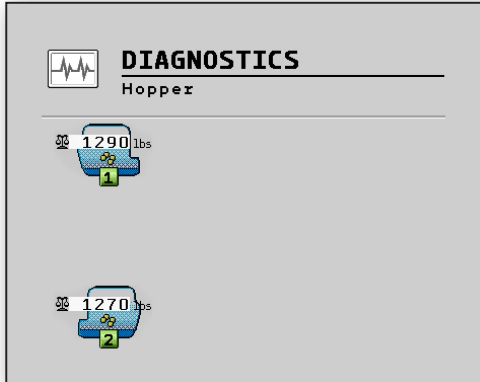 DIAGNOSTICS
Hopper
1290 lbs
1
1270 lbs
2